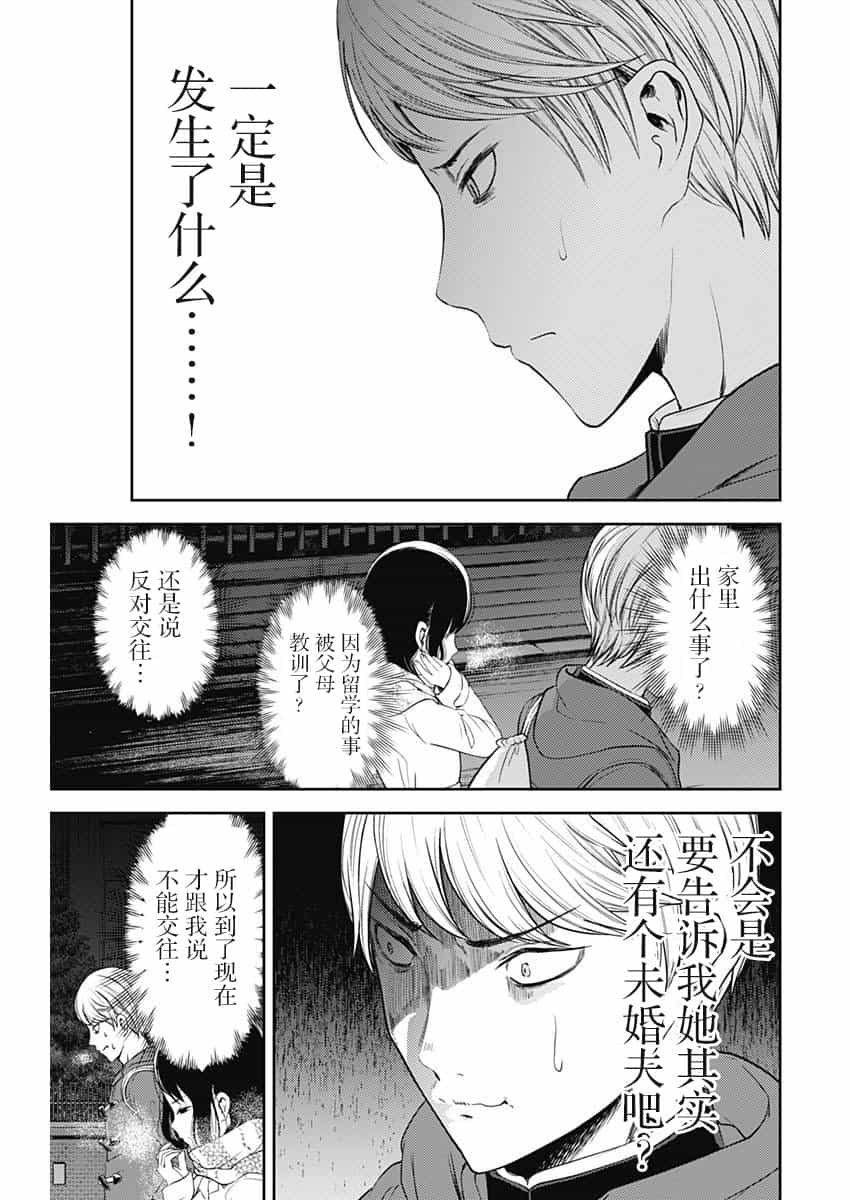 一定是
发生了什么………！
家里
出什么事了？
因为留学的事
被父母
教训了？
还是说
反对交往…
不会是
要告诉我她其实
还有个未婚夫吧？
所以到了现在
才跟我说
不能交往…